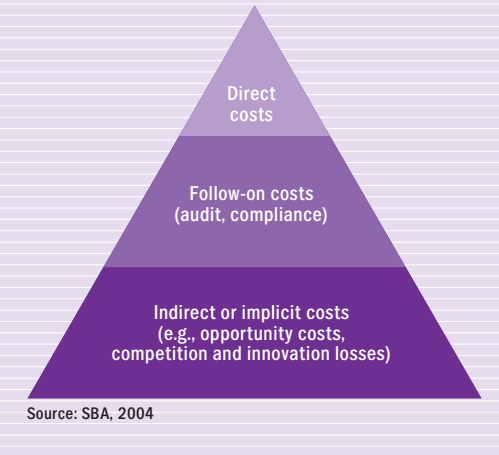 Direct
costs
Follow-on costs
(audit, compliance)
Indirect or implicit costs
(e.g., opportunity costs,
competition and innovation losses)
Source: SBA, 2004